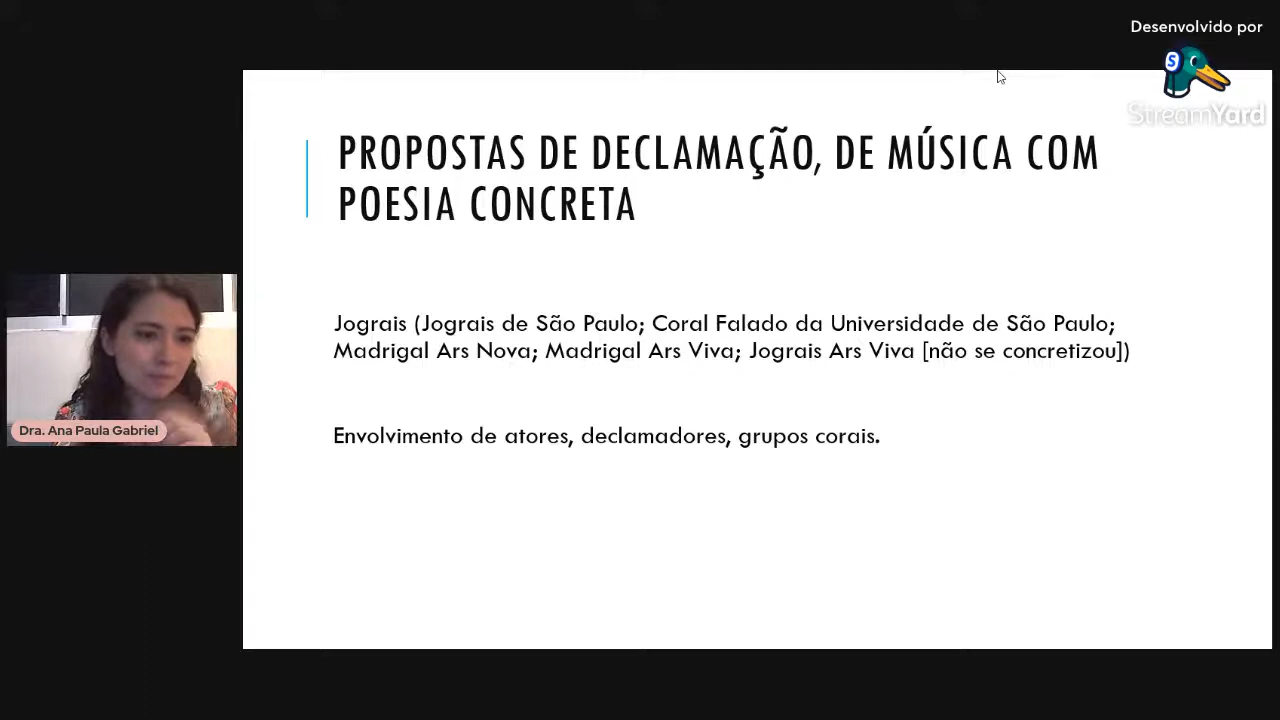 Desenvolvido por
S
StreamYard
PROPOSTAS DE DECLAMAÇÃO, DE MÚSICA COM
POESIA CONCRETA
Jograis (Jograis de São Paulo; Coral Falado da Universidade de São Paulo;
Madrigal Ars Nova; Madrigal Ars Viva; Jograis Ars Viva [não se concretizou])
Dra. Ana Paula Gabriel
Envolvimento de atores, declamadores, grupos corais.